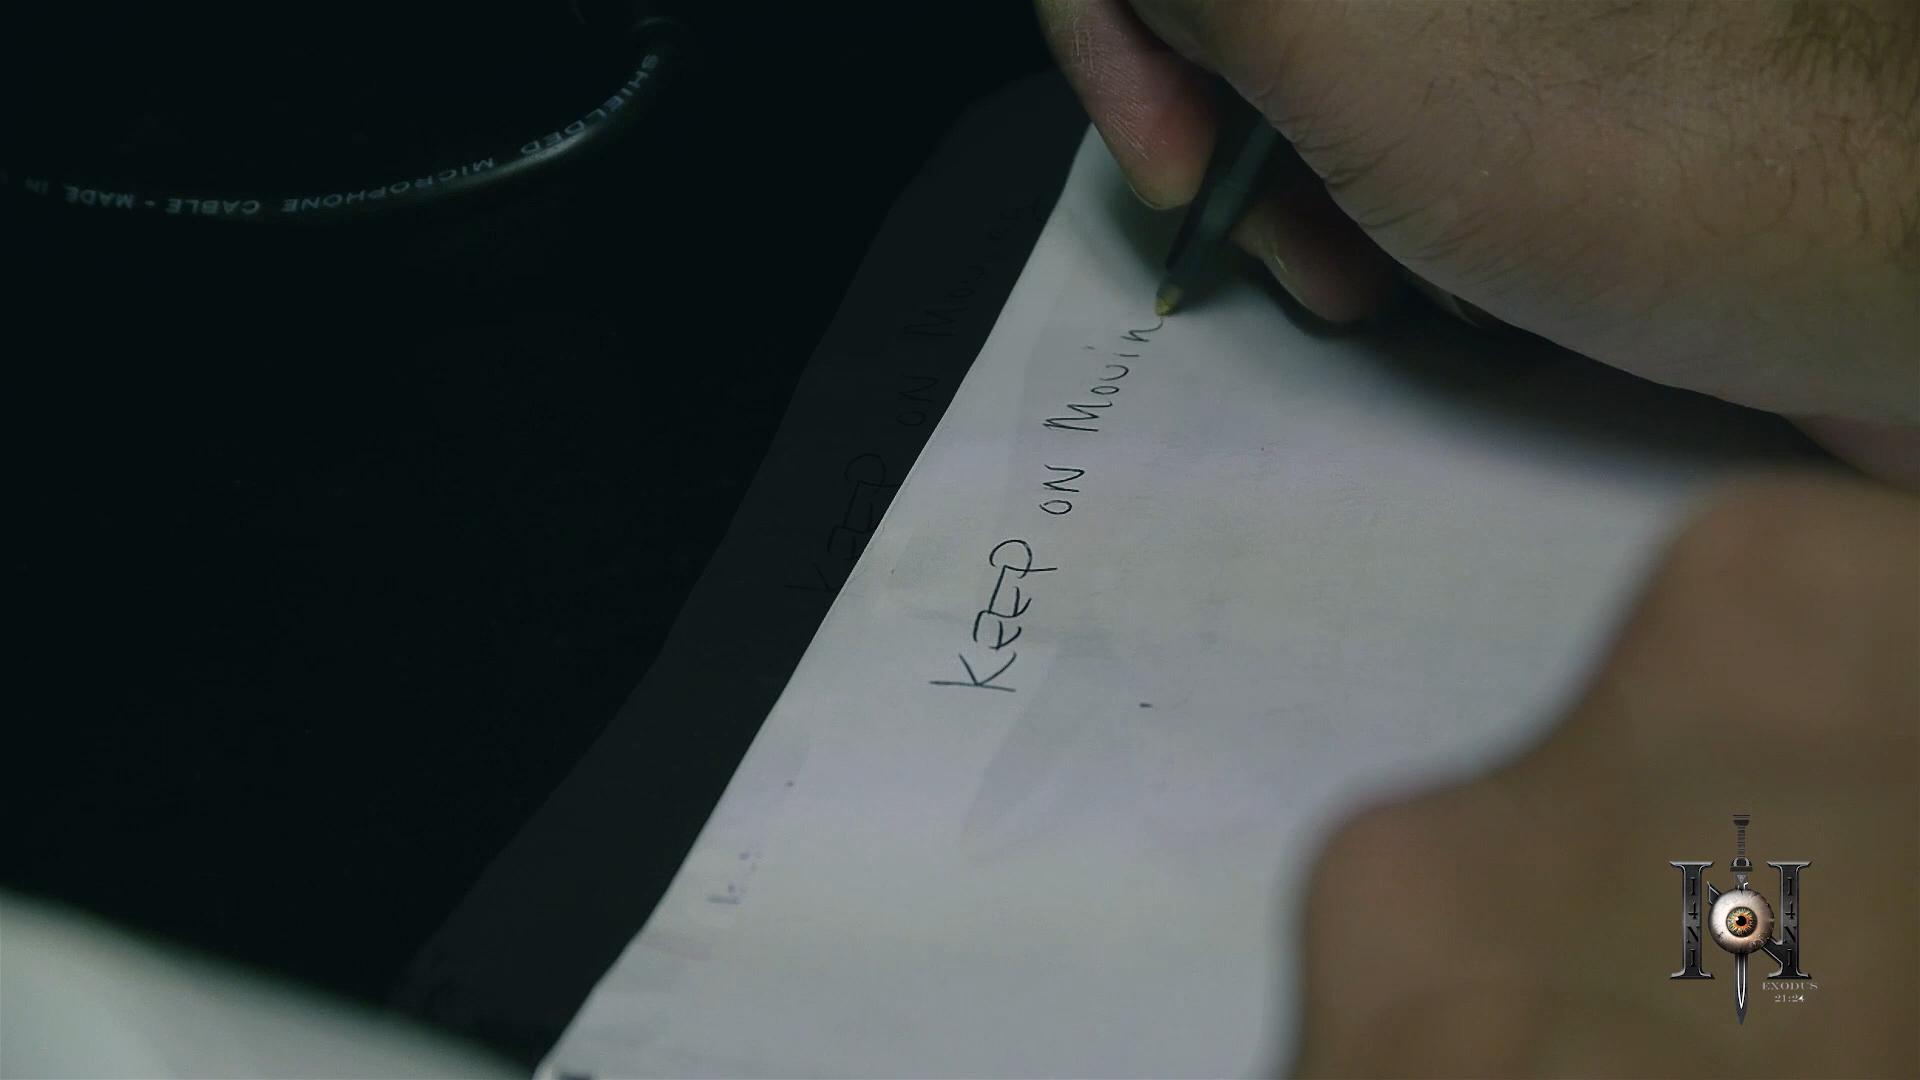 SHIELDED MICROPHONE CABLE - MADE IN
KEEP ON Movin
EXODUS
21:24